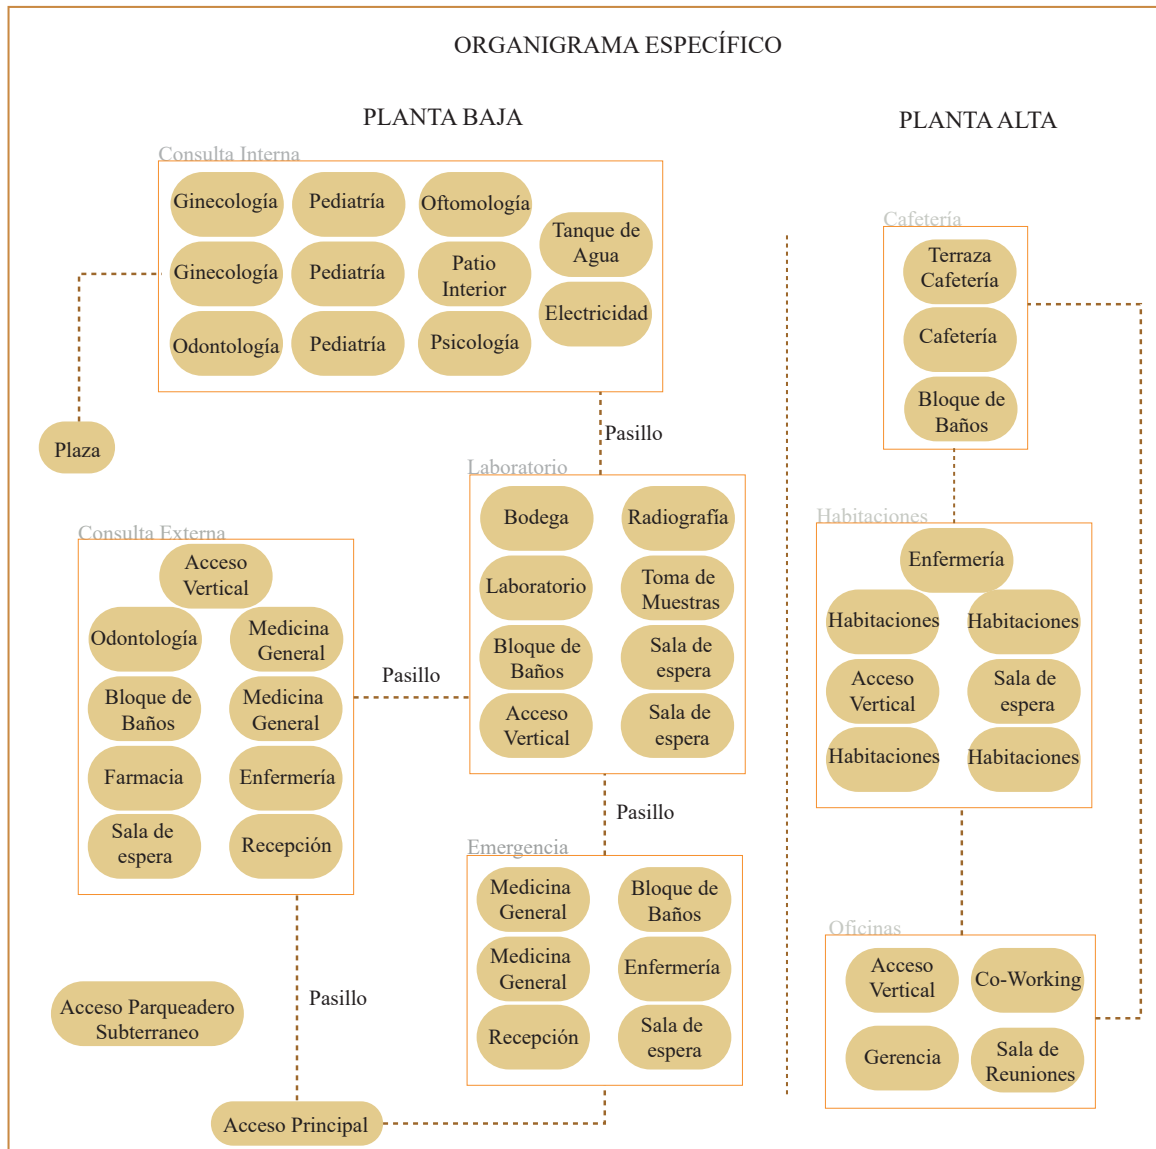 ORGANIGRAMA ESPECÍFICO
PLANTA BAJA
Consulta Interna
Ginecología
Pediatría
Oftomología
Tanque de
Agua
Ginecología
Pediatría
Patio
Interior
Electricidad
Odontología
Pediatría
Psicología
Plaza
Pasillo
Laboratorio
Bodega
Radiografía
Laboratorio
Toma de
Muestras
Bloque de
Baños
Sala de
espera
Acceso
Vertical
Sala de
espera
Consulta Externa
Acceso
Vertical
Odontología
Medicina
General
Bloque de
Baños
Medicina
General
Farmacia
Enfermería
Sala de
espera
Recepción
Pasillo
Pasillo
Emergencia
Medicina
General
Bloque de
Baños
Medicina
General
Enfermería
Recepción
Sala de
espera
Pasillo
Acceso Parqueadero
Subterraneo
Acceso Principal
PLANTA ALTA
Cafetería
Terraza
Cafetería
Cafetería
Bloque de
Baños
Habitaciones
Enfermería
Habitaciones
Habitaciones
Acceso
Vertical
Sala de
espera
Habitaciones
Habitaciones
Oficinas
Acceso
Vertical
Co-Working
Gerencia
Sala de
Reuniones